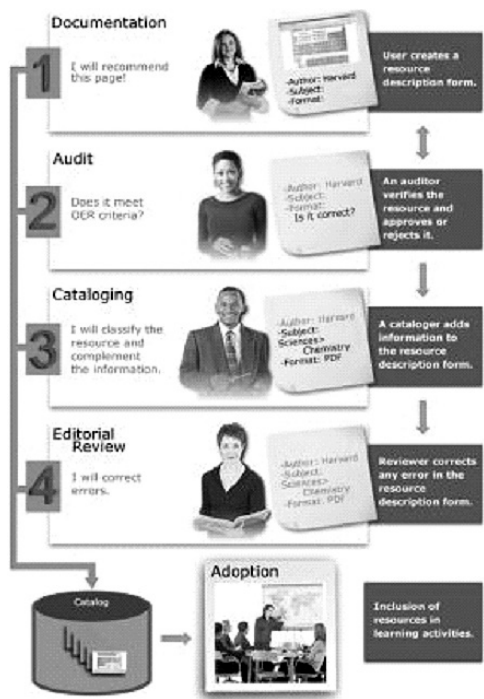 Documentation
1
I will recommend
this page!
-Author: Harvard
-Subject:
-Format:
User creates a
resource
description form.
Audit
2
Does it meet
OER criteria?
-Author: Harvard
-Subject:
-Format:
Is it correct?
An auditor
verifies the
resource and
approves or
rejects it.
Cataloging
3
I will classify the
resource and
complement
the information.
-Author: Harvard
-Subject:
Sciences>
Chemistry
-Format: PDF
A cataloger adds
information to
the resource
description form.
Editorial
Review
4
I will correct
errors.
-Author: Harvard
-Subject:
Sciences>
Chemistry
-Format: PDF
Reviewer corrects
any error in the
resource
description form.
Catalog
Adoption
Inclusion of
resources in
learning activities.